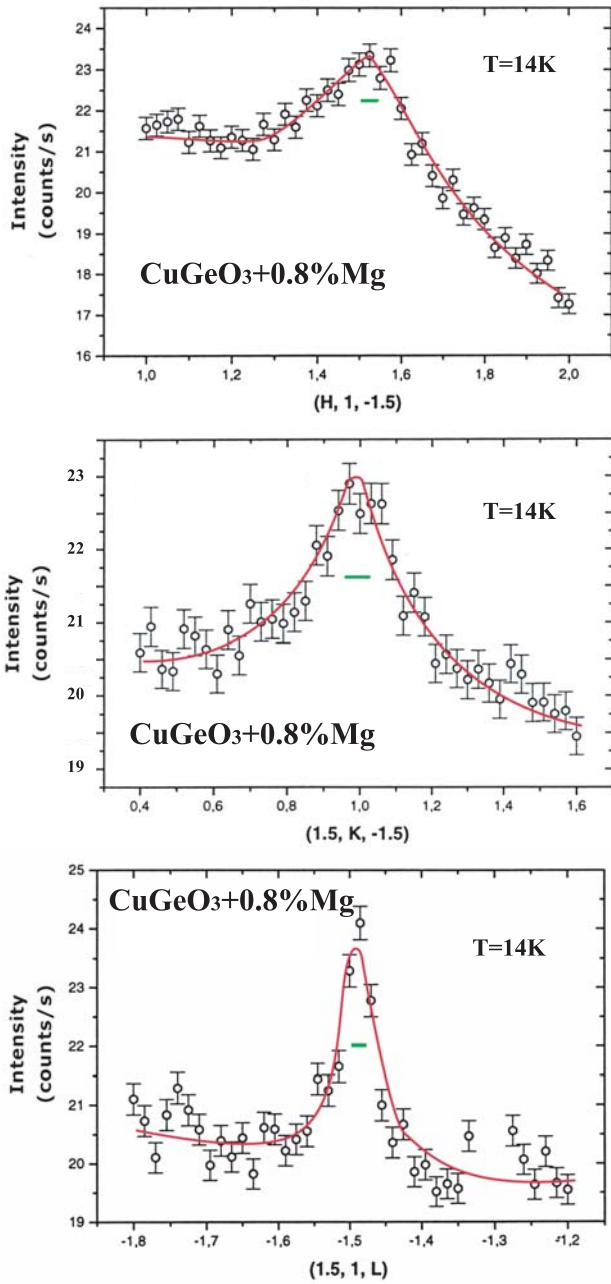 24
23
22
21
20
19
18
17
16
Intensity
(counts/s)
T=14K
CuGeO3+0.8%Mg
1,0 1,2 1,4 1,6 1,8 2,0
(H, 1, -1.5)
23
22
21
20
19
Intensity
(counts/s)
T=14K
CuGeO3+0.8%Mg
0,4 0,6 0,8 1,0 1,2 1,4 1,6
(1.5, K, -1.5)
25
24
23
22
21
20
19
Intensity
(counts/s)
CuGeO3+0.8%Mg
T=14K
-1,8 -1,7 -1,6 -1,5 -1,4 -1,3 -1,2
(1.5, 1, L)